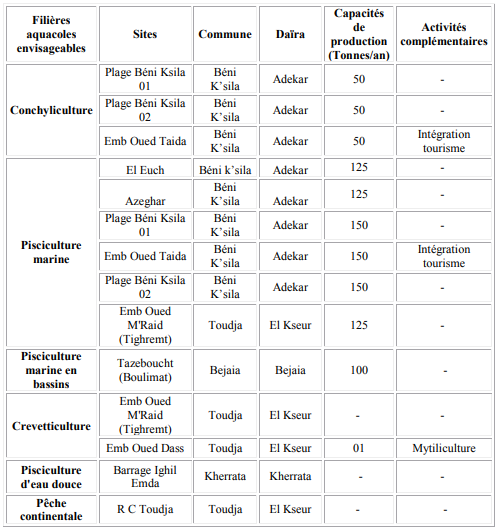 Filières aquacoles envisageables | Sites | Commune | Daïra | Capacités de production (Tonnes/an) | Activités complémentaires
Conchyliculture | Plage Béni Ksila 01 | Béni K'sila | Adekar | 50 | -
Plage Béni Ksila 02 | Béni K'sila | Adekar | 50 | -
Emb Oued Taida | Béni K'sila | Adekar | 50 | Intégration tourisme
Pisciculture marine | El Euch | Béni k'sila | Adekar | 125 | -
Azeghar | Béni K'sila | Adekar | 125 | -
Plage Béni Ksila 01 | Béni K'sila | Adekar | 150 | -
Emb Oued Taida | Béni K'sila | Adekar | 150 | Intégration tourisme
Plage Béni Ksila 02 | Béni K'sila | Adekar | 150 | -
Emb Oued M'Raid (Tighremt) | Toudja | El Kseur | 125 | -
Pisciculture marine en bassins | Tazeboucht (Boulimat) | Bejaia | Bejaia | 100 | -
Crevetticulture | Emb Oued M'Raid (Tighremt) | Toudja | El Kseur | - | -
Emb Oued Dass | Toudja | El Kseur | 01 | Mytiliculture
Pisciculture d'eau douce | Barrage Ighil Emda | Kherrata | Kherrata | - | -
Pêche continentale | R C Toudja | Toudja | El Kseur | - | -